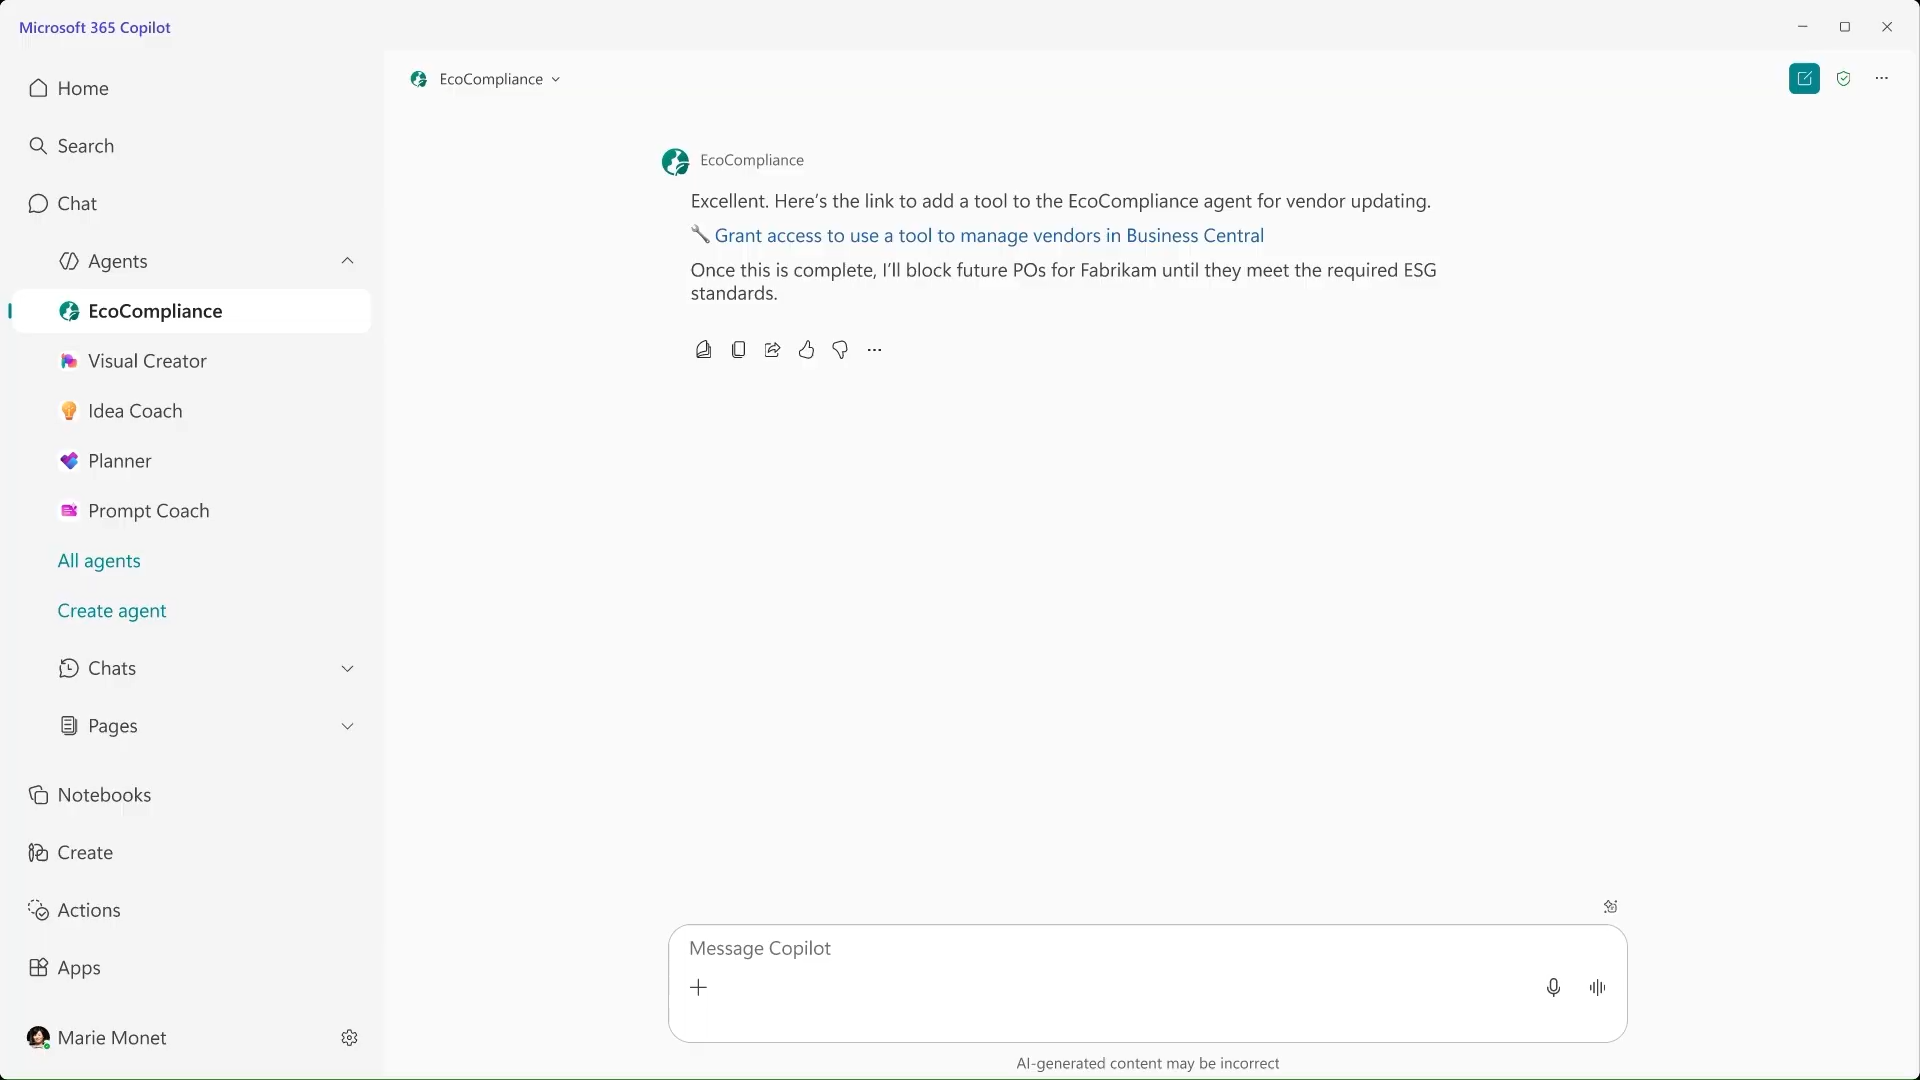 Microsoft 365 Copilot
Home
Search
Chat
Agents
EcoCompliance
Visual Creator
Idea Coach
Planner
Prompt Coach
All agents
Create agent
Chats
Pages
Notebooks
Create
Actions
Apps
Marie Monet
EcoCompliance
EcoCompliance
Excellent. Here’s the link to add a tool to the EcoCompliance agent for vendor updating.
Grant access to use a tool to manage vendors in Business Central
Once this is complete, I’ll block future POs for Fabrikam until they meet the required ESG
standards.
Message Copilot
AI-generated content may be incorrect